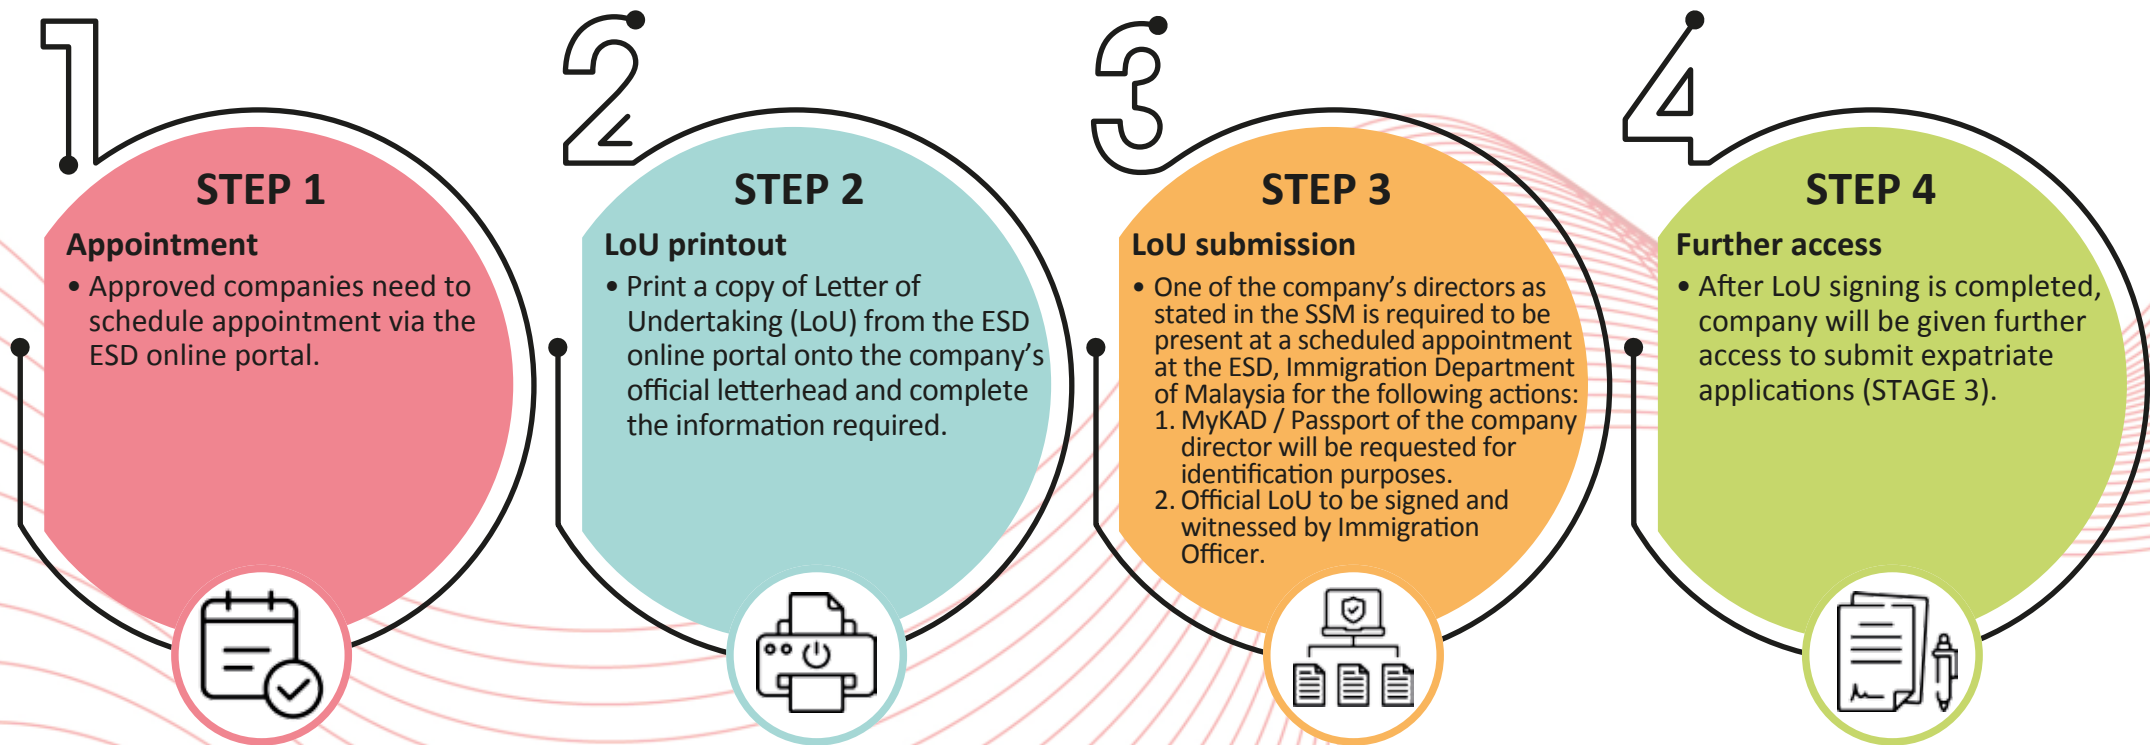 1
STEP 1
Appointment
• Approved companies need to
schedule appointment via the
ESD online portal.
2
STEP 2
LoU printout
• Print a copy of Letter of
Undertaking (LoU) from the ESD
online portal onto the company's
official letterhead and complete
the information required.
3
STEP 3
LoU submission
• One of the company's directors as
stated in the SSM is required to be
present at a scheduled appointment
at the ESD, Immigration Department
of Malaysia for the following actions:
1. MyKAD / Passport of the company
director will be requested for
identification purposes.
2. Official LoU to be signed and
witnessed by Immigration
Officer.
4
STEP 4
Further access
• After LoU signing is completed,
company will be given further
access to submit expatriate
applications (STAGE 3).